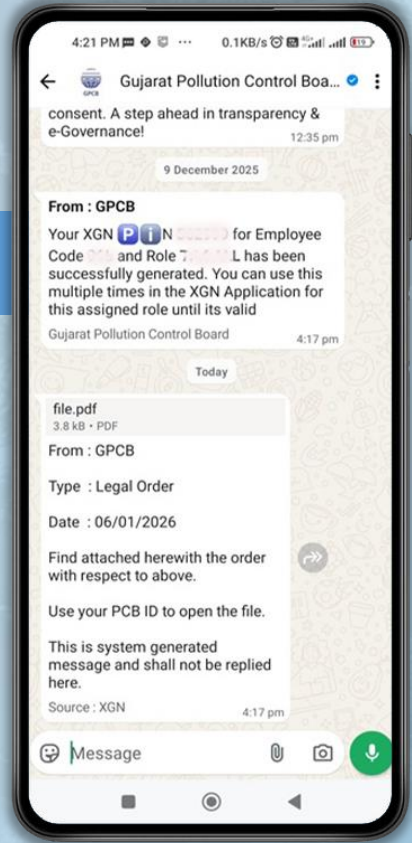 4:21 PM ... 0.1KB/s 4G+ 19
Gujarat Pollution Control Boa...
GPCB
consent. A step ahead in transparency &
e-Governance!
12:35 pm
9 December 2025
From : GPCB
Your XGN P i N for Employee
Code and Role L has been
successfully generated. You can use this
multiple times in the XGN Application for
this assigned role until its valid
Gujarat Pollution Control Board
4:17 pm
Today
file.pdf
3.8 kB • PDF
From : GPCB
Type : Legal Order
Date : 06/01/2026
Find attached herewith the order
with respect to above.
Use your PCB ID to open the file.
This is system generated
message and shall not be replied
here.
Source : XGN
4:17 pm
Message